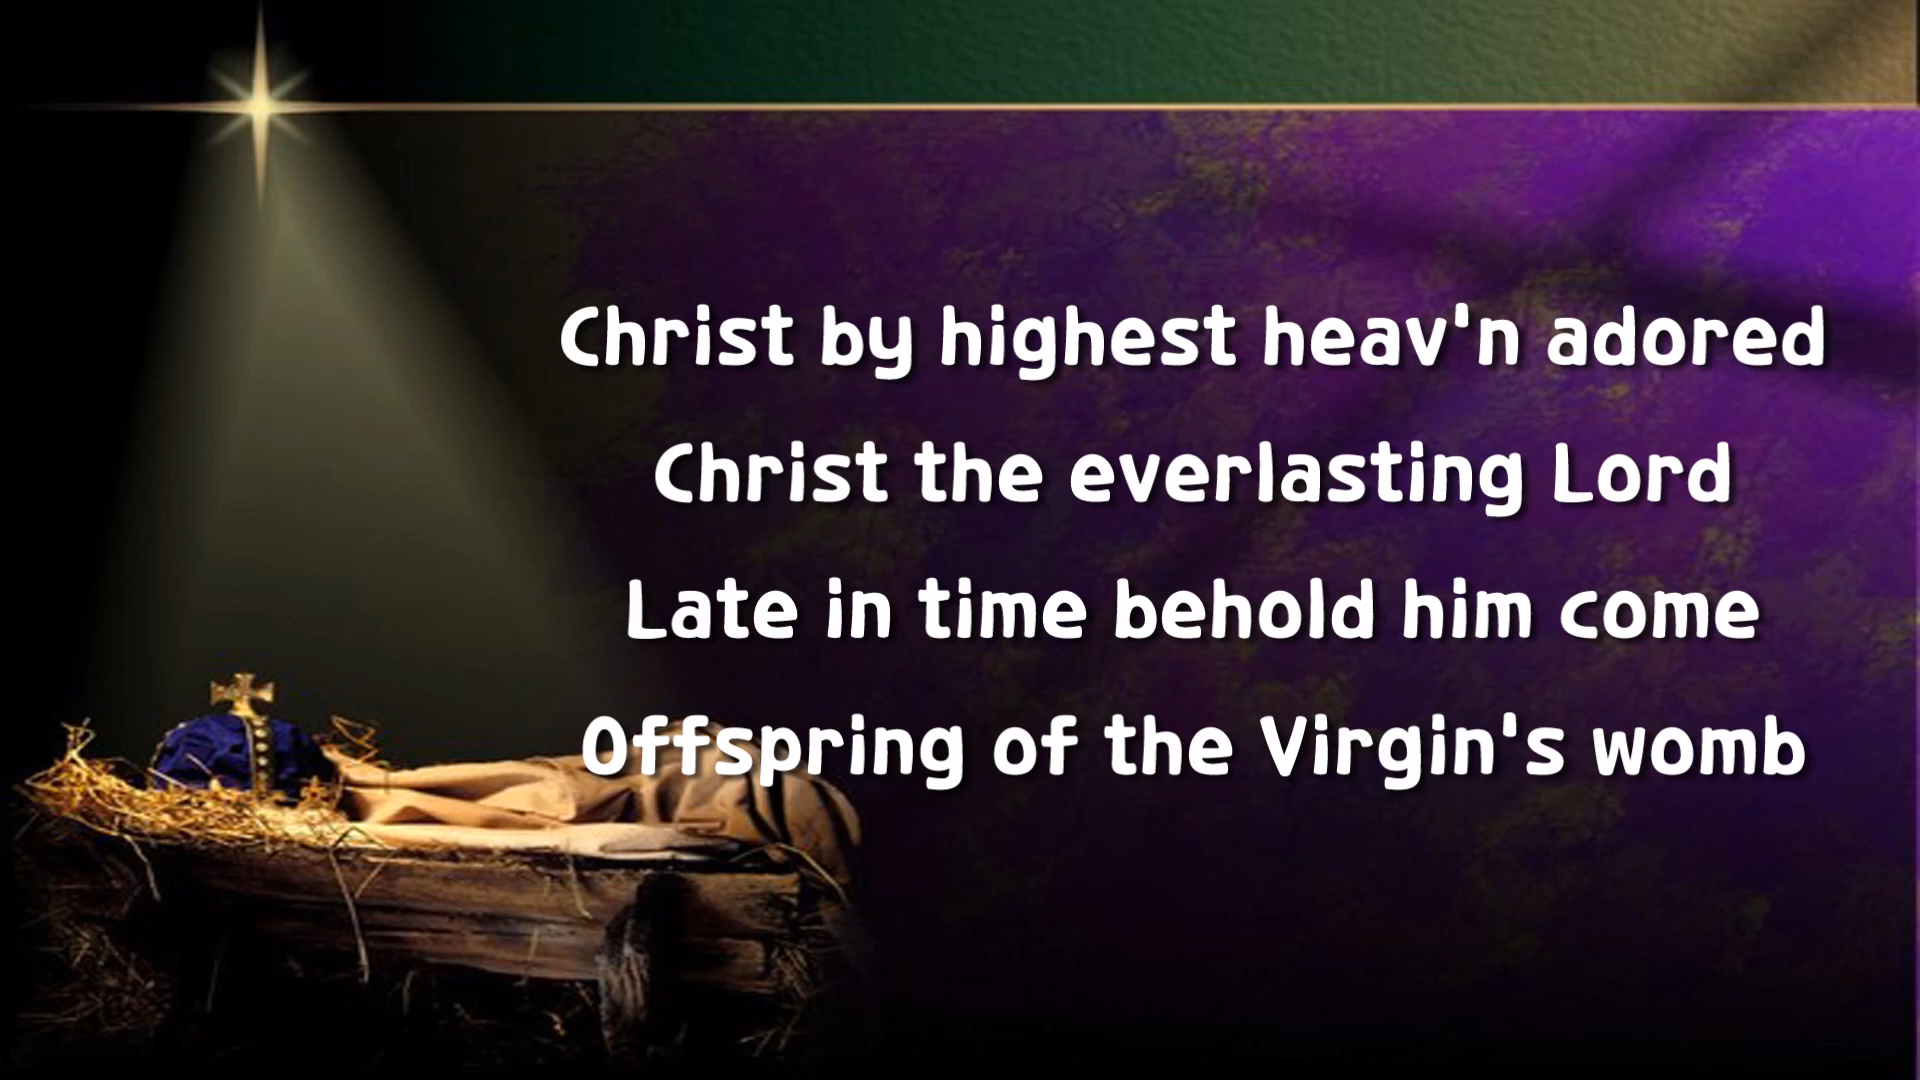 Christ by highest heav'n adored
Christ the everlasting Lord
Late in time behold him come
Offspring of the Virgin's womb